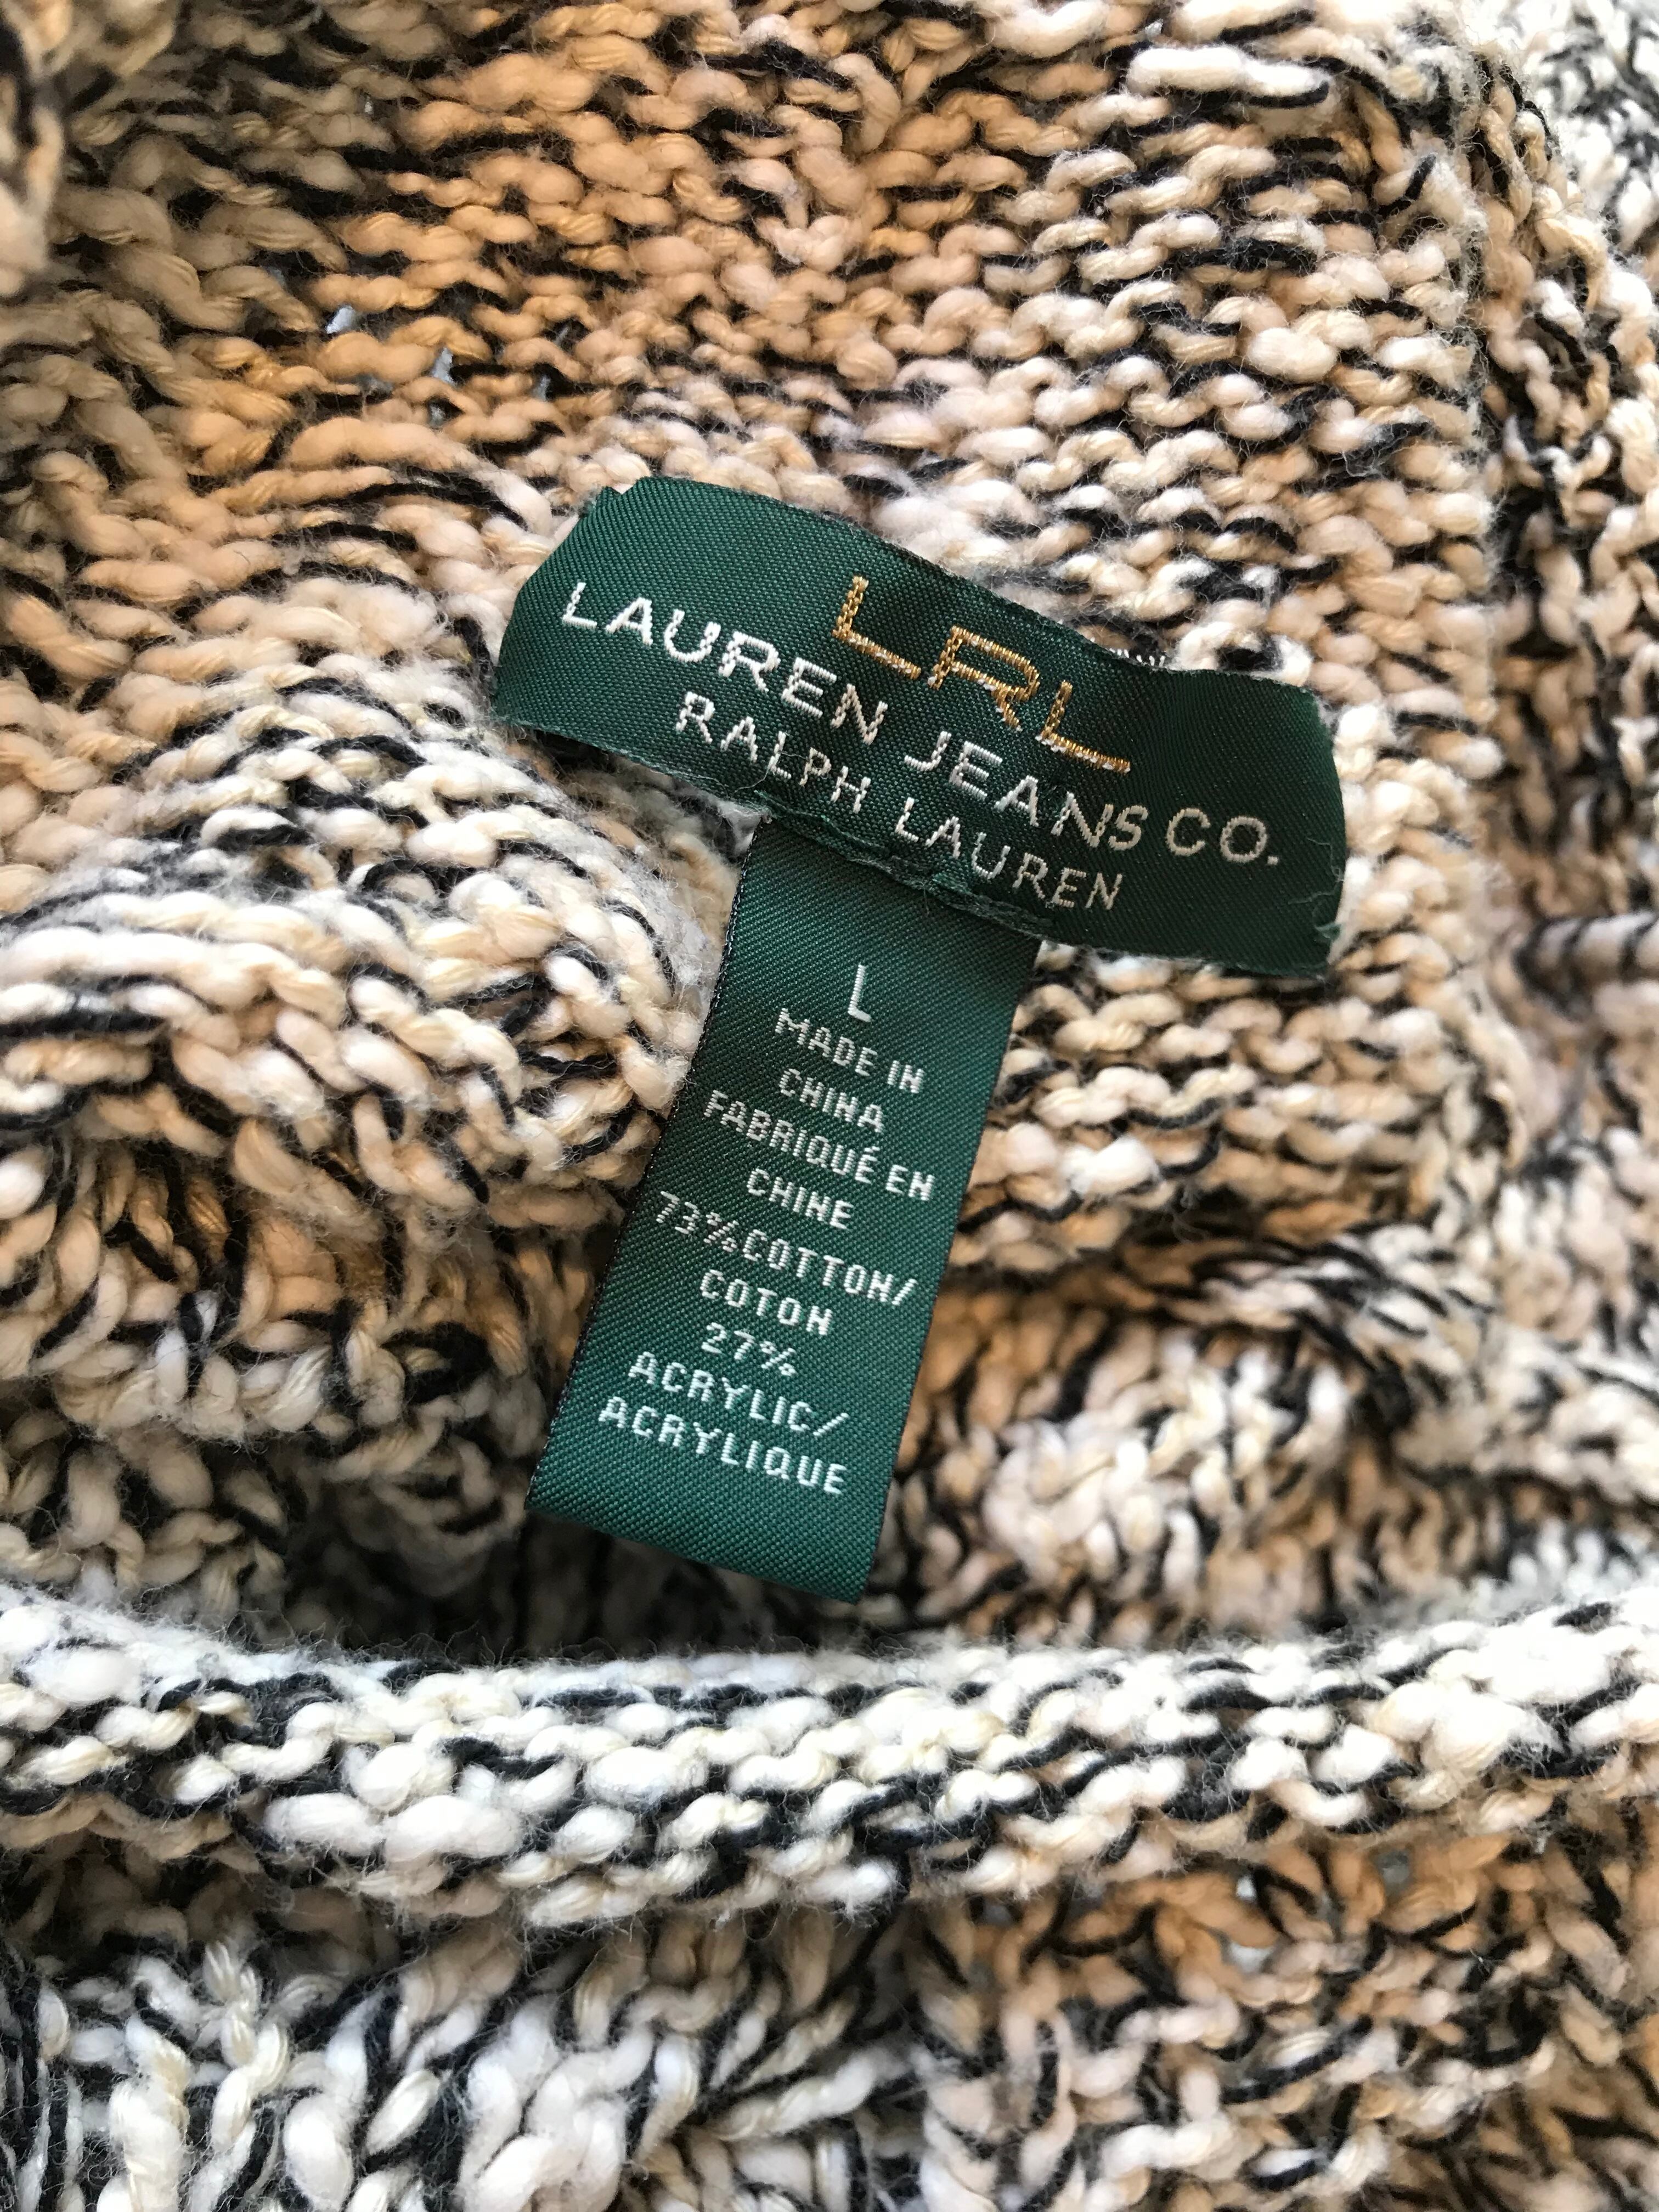 LRL
LAUREN JEANS CO.
RALPH LAUREN
L
MADE IN
CHINA
FABRIQUÉ EN
CHINE
73%COTTON/
COTON
27%
ACRYLIC/
ACRYLIQUE